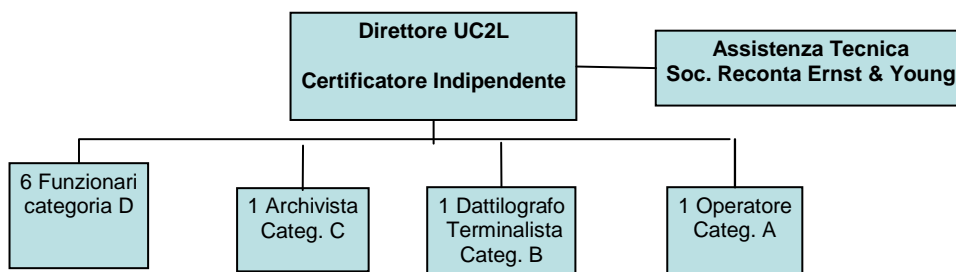 Direttore UC2L
Certificatore Indipendente
Assistenza Tecnica
Soc. Reconta Ernst & Young
6 Funzionari
categoria D
1 Archivista
Categ. C
1 Dattilografo
Terminalista
Categ. B
1 Operatore
Categ. A